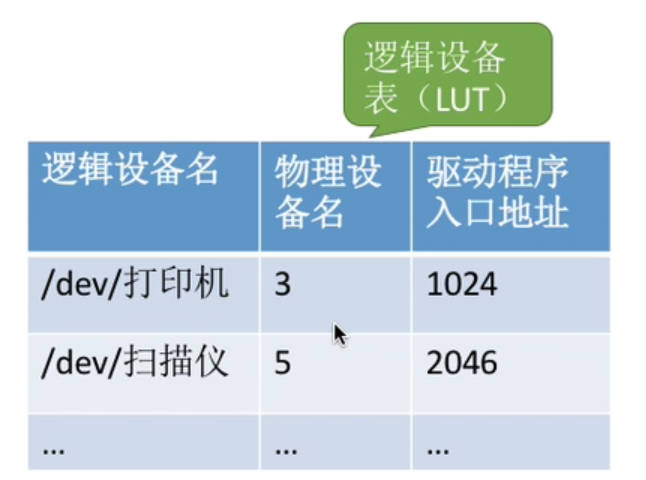 逻辑设备
表（LUT）
逻辑设备名 物理设 驱动程序
备名 入口地址
/dev/打印机 3 1024
/dev/扫描仪 5 2046
... ... ...